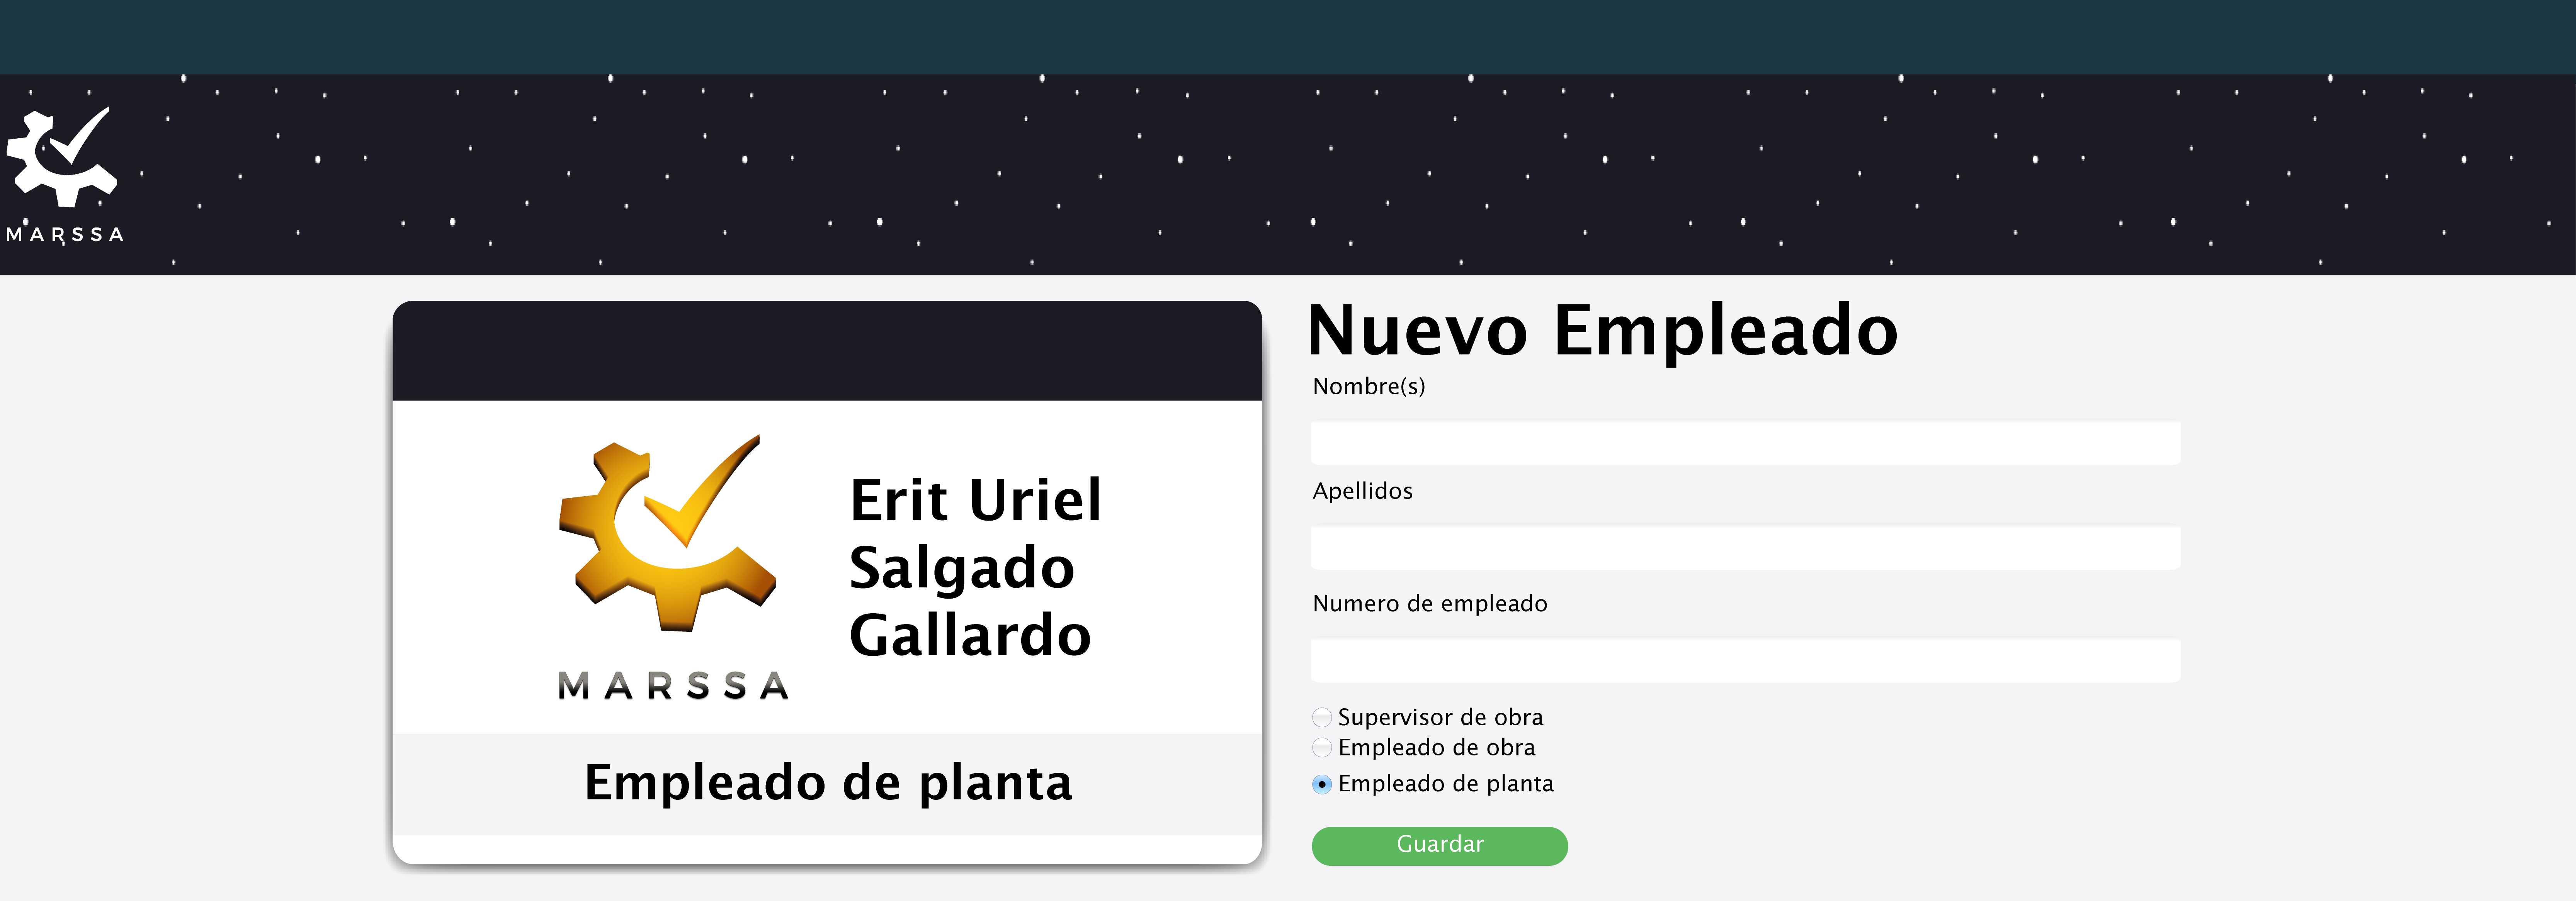 MARSSA
Erit Uriel
Salgado
Gallardo
MARSSA
Empleado de planta
Nuevo Empleado
Nombre(s)
Apellidos
Numero de empleado
Supervisor de obra
Empleado de obra
Empleado de planta
Guardar